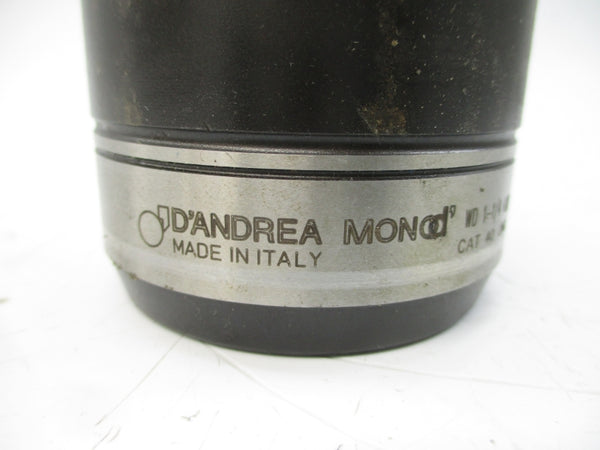 D'ANDREA MONOd'
MADE IN ITALY CAT 40